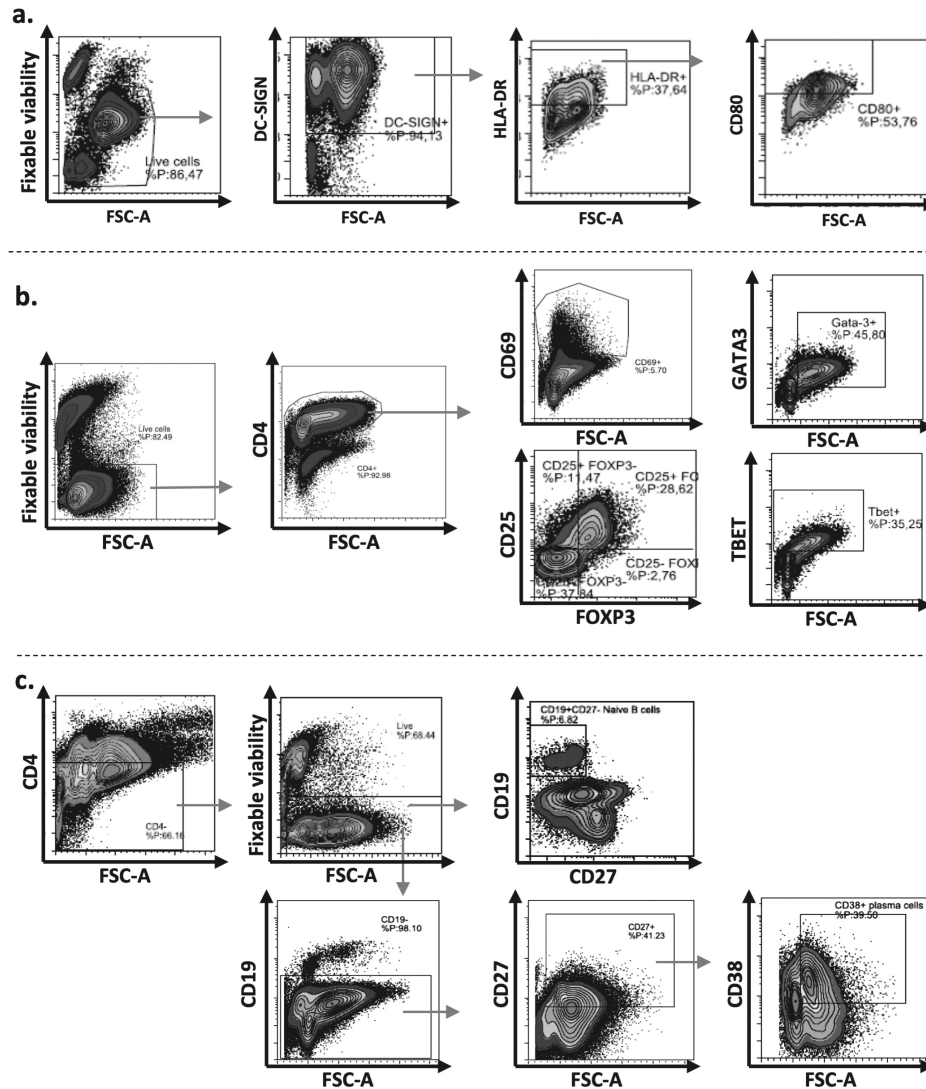 a.
Fixable viability
Live cells
%P:86,47
FSC-A
DC-SIGN
DC-SIGN+
%P:94,13
FSC-A
HLA-DR
HLA-DR+
%P:37,64
FSC-A
CD80
CD80+
%P:53,76
FSC-A
b.
Fixable viability
Live cells
%P:82.49
FSC-A
CD4
CD4+
%P:92.98
FSC-A
CD69
CD69+
%P:5.70
FSC-A
GATA3
Gata-3+
%P:45,80
FSC-A
CD25
CD25+ FOXP3-
%P:11,47
CD25+ FO
%P:28,62
CD25- FOXI
%P:2,76
FOXP3-
%P:37,84
FOXP3
TBET
Tbet+
%P:35,25
FSC-A
c.
CD4
CD4-
%P:66.16
FSC-A
Fixable viability
Live
%P:68.44
FSC-A
CD19
CD19+CD27- Naive B cells
%P:6.82
CD27
CD19
CD19-
%P:98.10
FSC-A
CD27
CD27+
%P:41.23
FSC-A
CD38
CD38+ plasma cells
%P:39.50
FSC-A